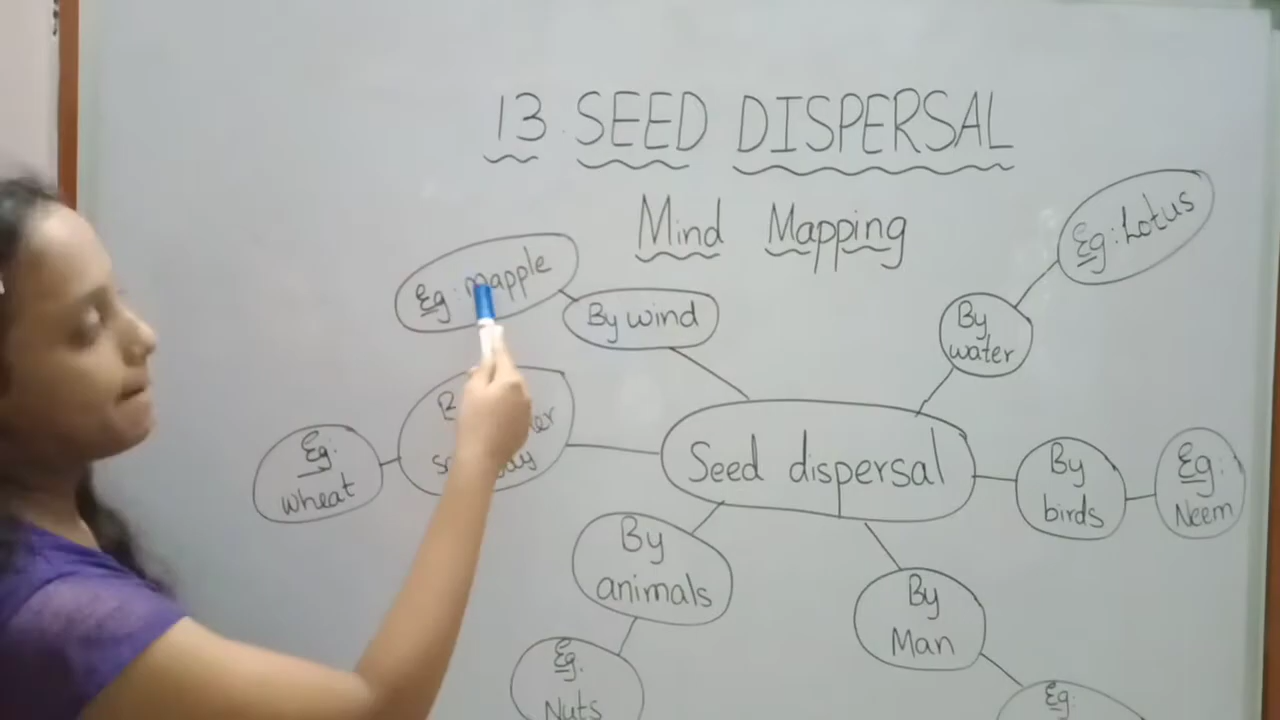 13. SEED DISPERSAL
Mind Mapping
Eg: Mapple
By wind
By
water
Eg: Lotus
Eg:
wheat
Seed dispersal
By
birds
Eg:
Neem
By
animals
Eg.
Nuts
By
Man
Eg: